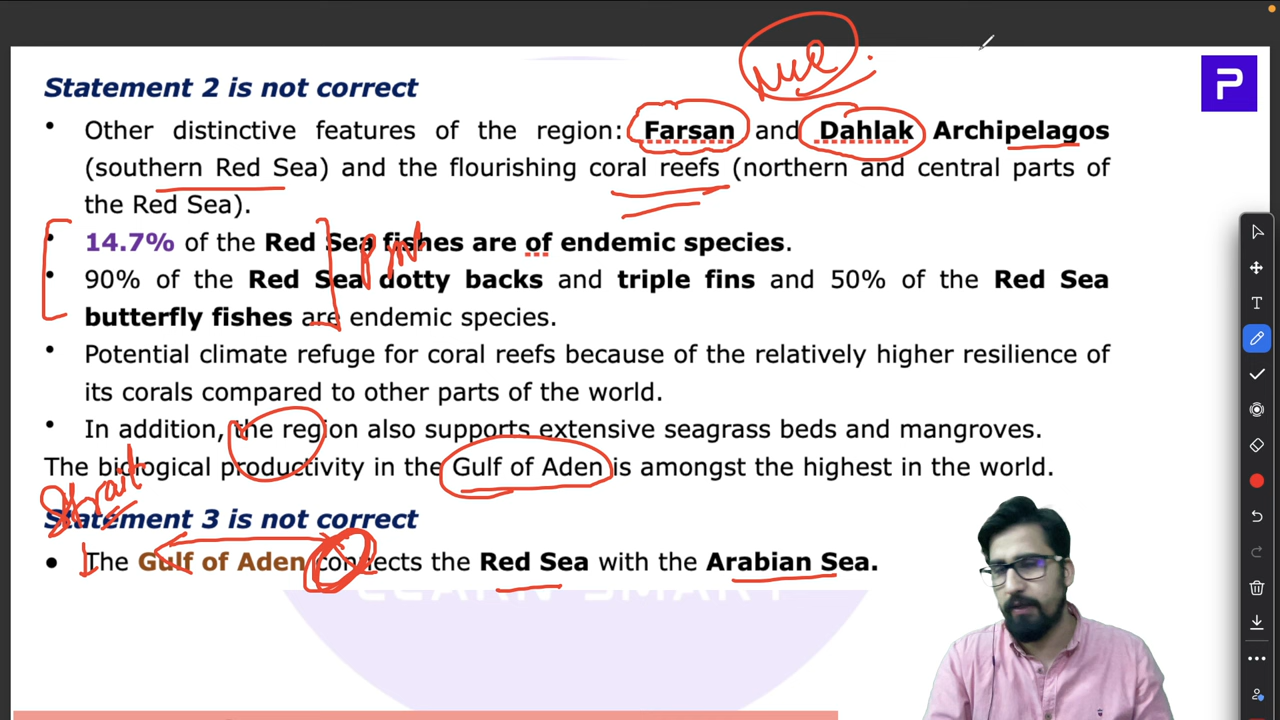 P
Statement 2 is not correct
• Other distinctive features of the region: Farsan and Dahlak Archipelagos
(southern Red Sea) and the flourishing coral reefs (northern and central parts of
the Red Sea).
• 14.7% of the Red Sea fishes are of endemic species.
• 90% of the Red Sea dotty backs and triple fins and 50% of the Red Sea
butterfly fishes are endemic species.
• Potential climate refuge for coral reefs because of the relatively higher resilience of
its corals compared to other parts of the world.
• In addition, the region also supports extensive seagrass beds and mangroves.
The biological productivity in the Gulf of Aden is amongst the highest in the world.
Strait
Statement 3 is not correct
● The Gulf of Aden connects the Red Sea with the Arabian Sea.
LEARN SMART
T